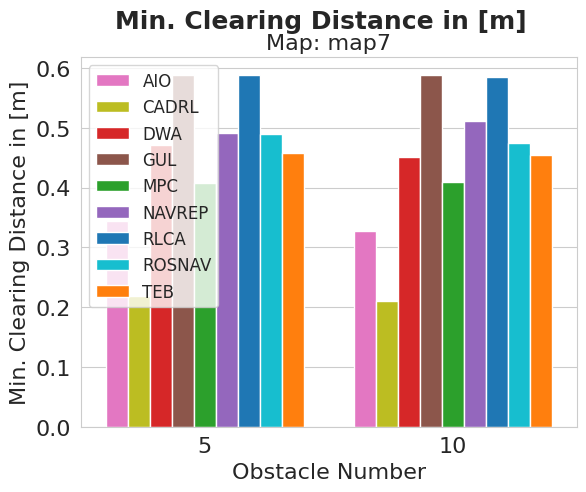 Min. Clearing Distance in [m]
Map: map7
Min. Clearing Distance in [m]
0.6
0.5
0.4
0.3
0.2
0.1
0.0
AIO
CADRL
DWA
GUL
MPC
NAVREP
RLCA
ROSNAV
TEB
5
10
Obstacle Number